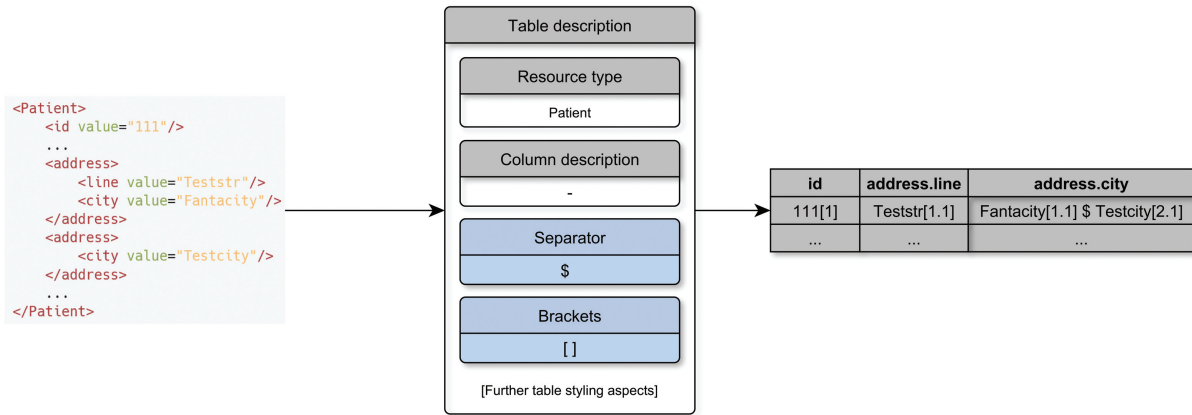 <Patient>
<id value="111"/>
...
<address>
<line value="Teststr"/>
<city value="Fantacity"/>
</address>
<address>
<city value="Testcity"/>
</address>
...
</Patient>
Table description
Resource type
Patient
Column description
-
Separator
$
Brackets
[ ]
[Further table styling aspects]
id address.line address.city
111[1] Teststr[1.1] Fantacity[1.1] $ Testcity[2.1]
... ... ...